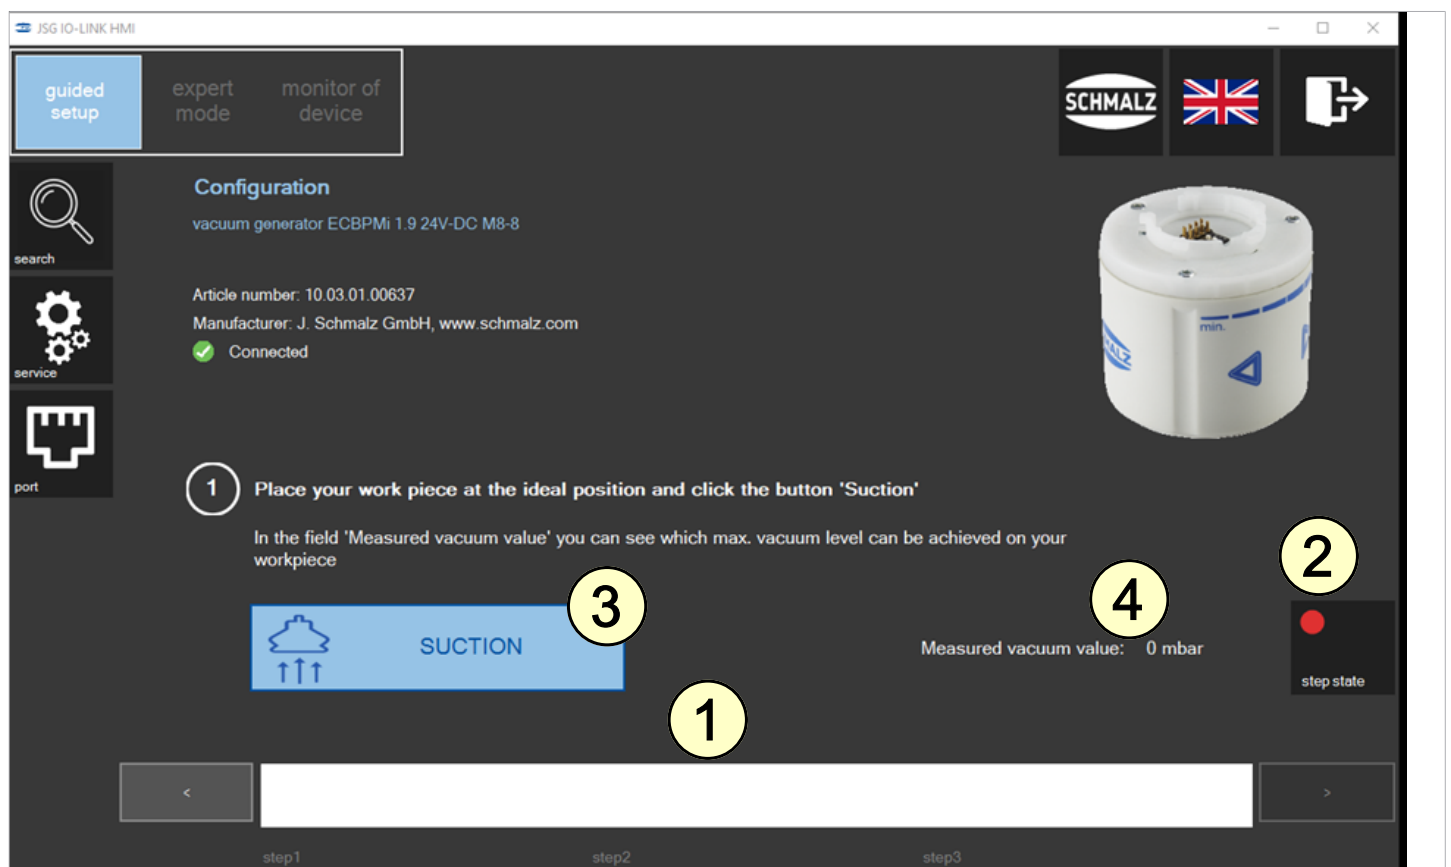 JSG IO-LINK HMI
guided
setup
expert
mode
monitor of
device
SCHMALZ
Configuration
vacuum generator ECBPMi 1.9 24V-DC M8-8
search
Article number: 10.03.01.00637
Manufacturer: J. Schmalz GmbH, www.schmalz.com
Connected
min.
service
port
1
Place your work piece at the ideal position and click the button 'Suction'
In the field 'Measured vacuum value' you can see which max. vacuum level can be achieved on your
workpiece
2
3
4
SUCTION
Measured vacuum value: 0 mbar
step state
1
<
>
step1
step2
step3